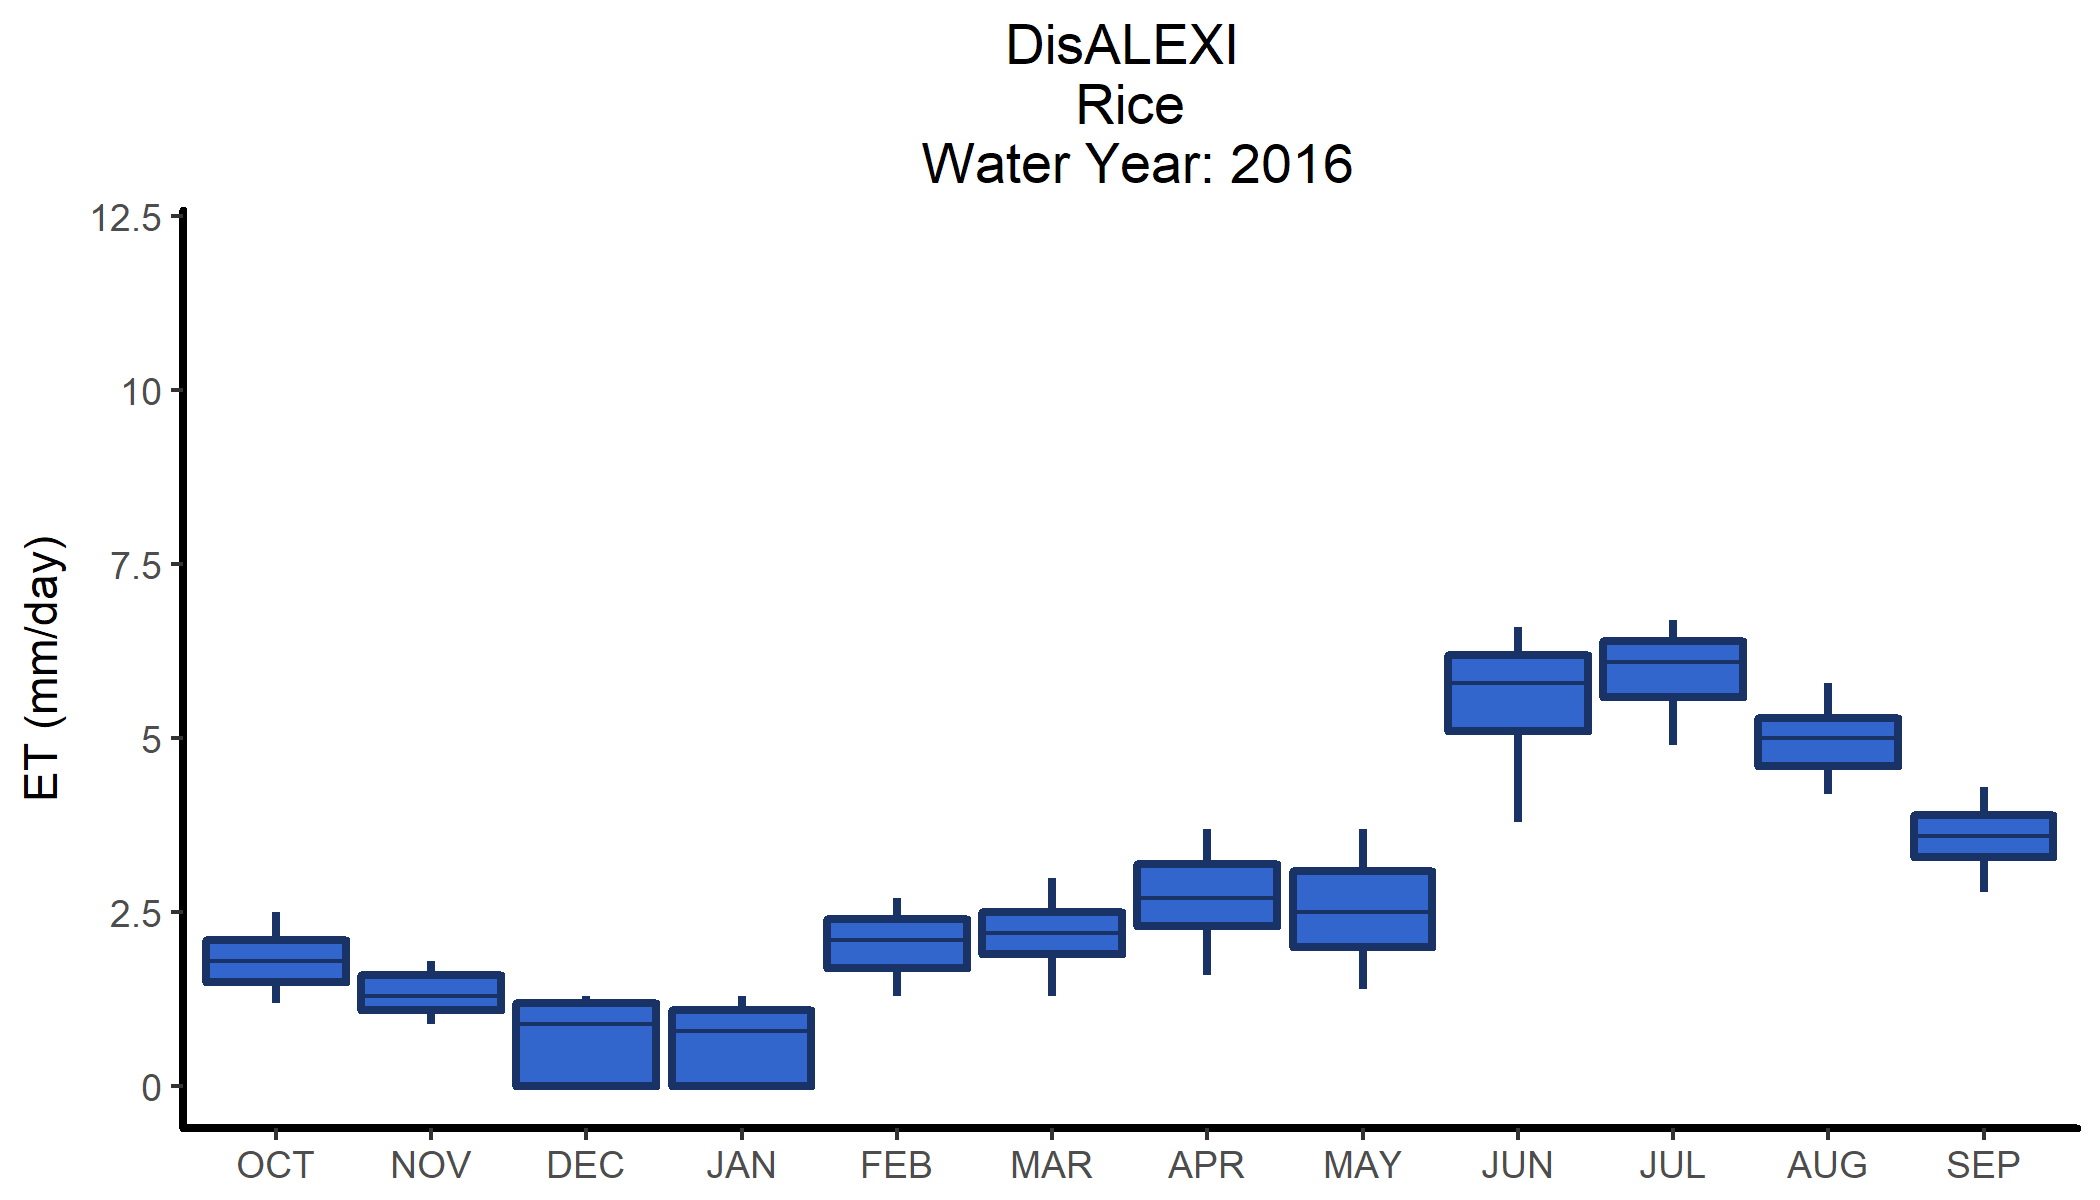 DisALEXI
Rice
Water Year: 2016
12.5
10
7.5
5
2.5
0
ET (mm/day)
OCT NOV DEC JAN FEB MAR APR MAY JUN JUL AUG SEP